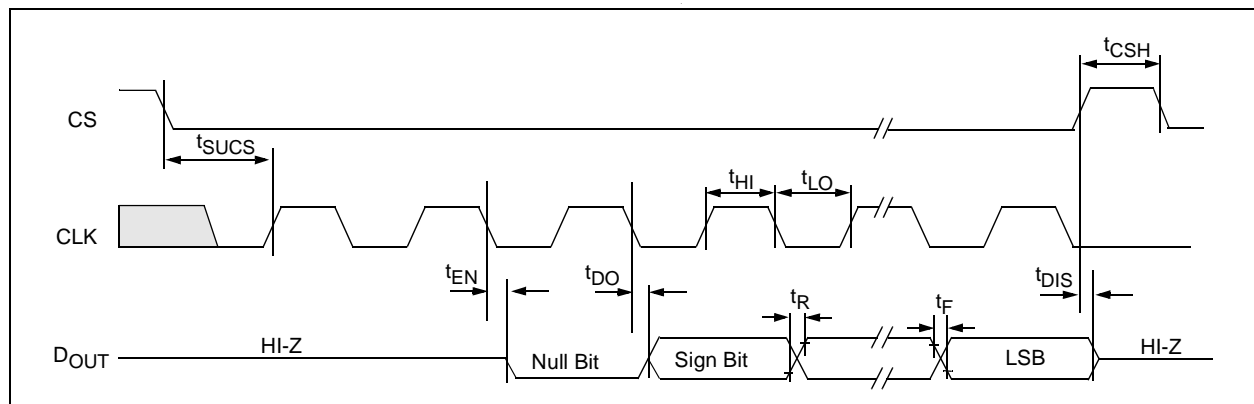 tCSH
CS
tSUCS
tHI
tLO
CLK
tEN
tDO
tR
tF
tDIS
DOUT
HI-Z
Null Bit
Sign Bit
LSB
HI-Z